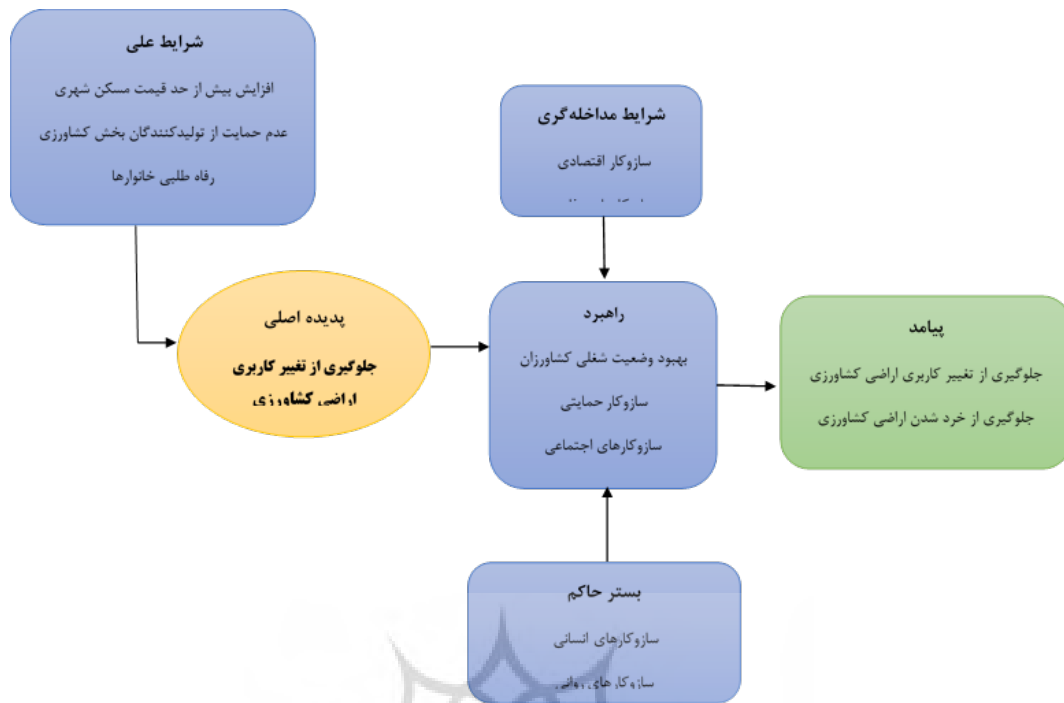 شرایط علی
افزایش بیش از حد قیمت مسکن شهری
عدم حمایت از تولیدکنندگان بخش کشاورزی
رفاه طلبی خانوارها
شرایط مداخله‌گری
سازوکار اقتصادی
پدیده اصلی
جلوگیری از تغییر کاربری
اراضی کشاورزی
راهبرد
بهبود وضعیت شغلی کشاورزان
سازوکار حمایتی
سازوکارهای اجتماعی
پیامد
جلوگیری از تغییر کاربری اراضی کشاورزی
جلوگیری از خرد شدن اراضی کشاورزی
بستر حاکم
سازوکارهای انسانی
سازوکارهای روانی